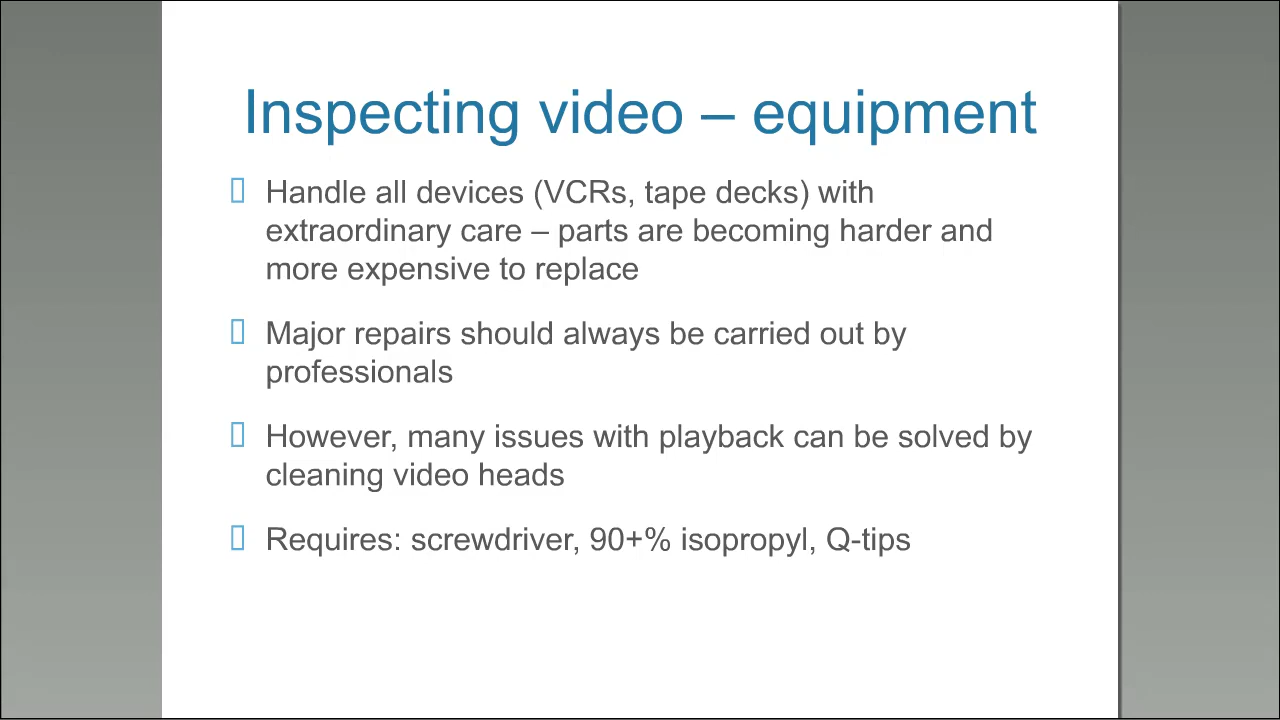 Inspecting video – equipment
Handle all devices (VCRs, tape decks) with
extraordinary care – parts are becoming harder and
more expensive to replace
Major repairs should always be carried out by
professionals
However, many issues with playback can be solved by
cleaning video heads
Requires: screwdriver, 90+% isopropyl, Q-tips